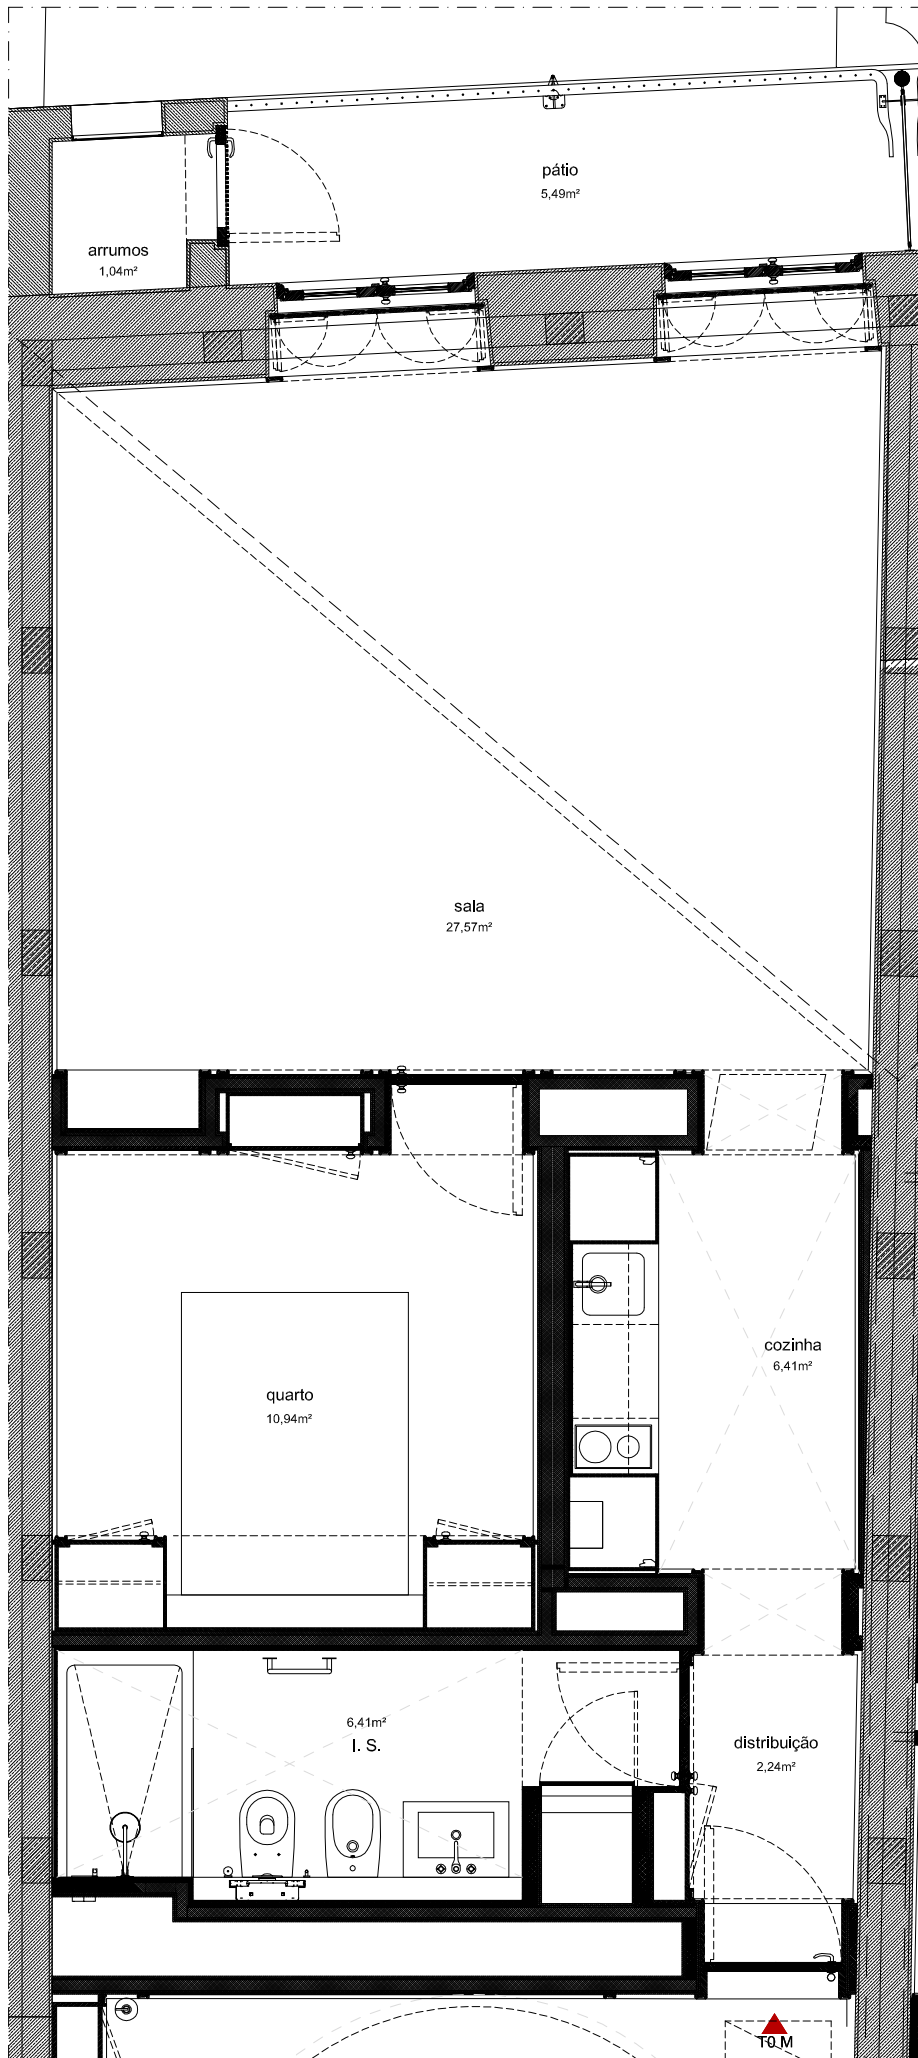 pátio
5,49m²
arrumos
1,04m²
sala
27,57m²
cozinha
6,41m²
quarto
10,94m²
6,41m²
I. S.
distribuição
2,24m²
T0 M